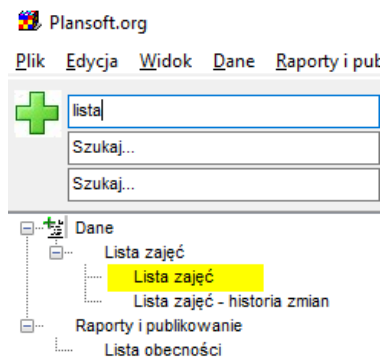 Plansoft.org
Plik Edycja Widok Dane Raporty i pub
lista
Szukaj...
Szukaj...
Dane
Lista zajęć
Lista zajęć
Lista zajęć - historia zmian
Raporty i publikowanie
Lista obecności